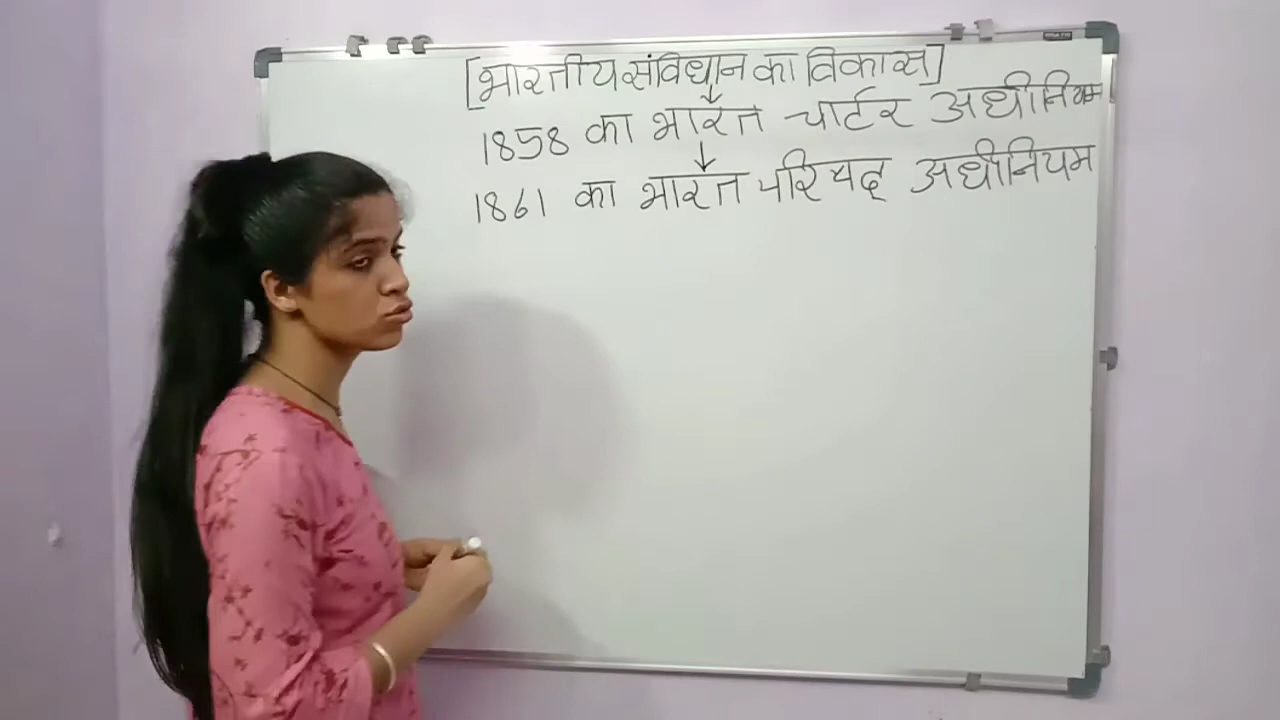 [भारतीय संविधान का विकास]
↓
1858 का भारत चार्टर अधीनियम
↓
1861 का भारत परिषद् अधीनियम